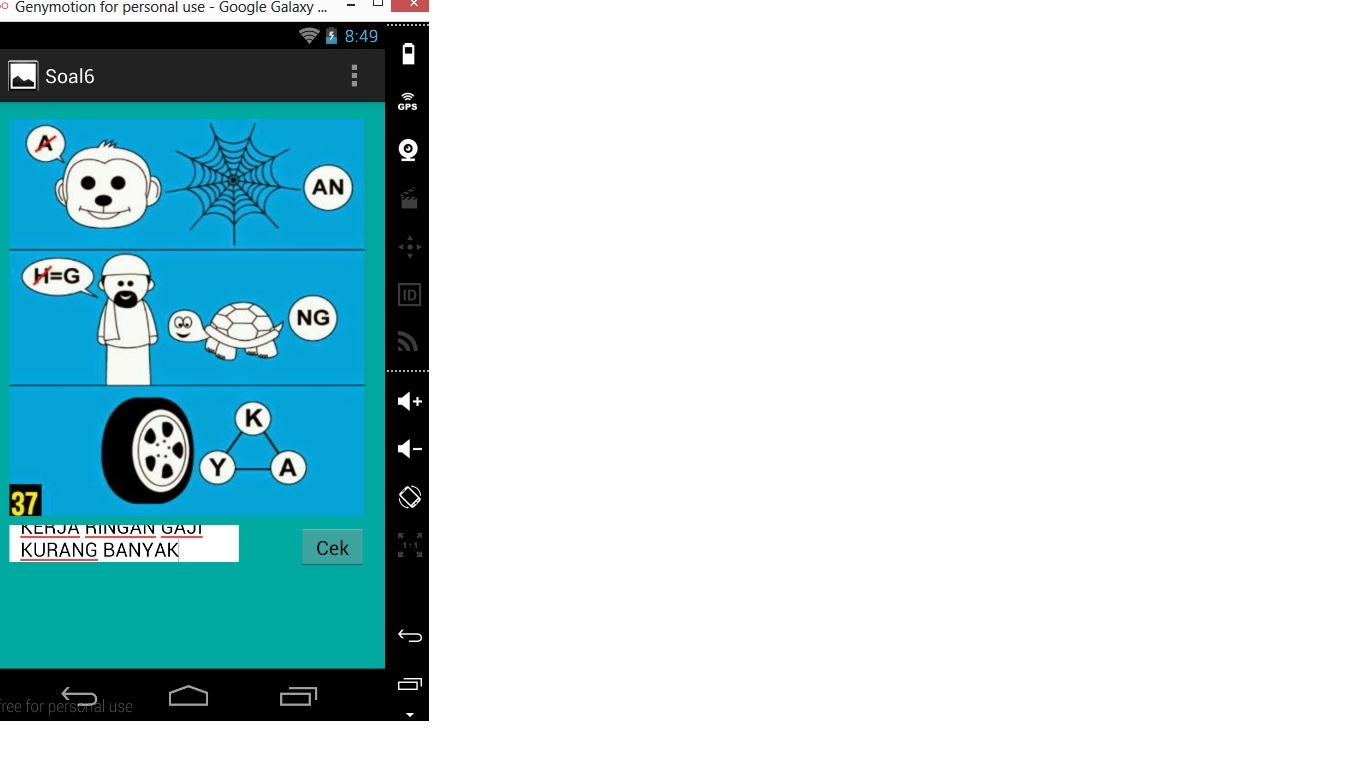 Genymotion for personal use - Google Galaxy ...
8:49
Soal6
GPS
A
AN
ID
H=G
NG
K
Y A
37
1:1
KERJA RINGAN GAJI
KURANG BANYAK
Cek
free for personal use